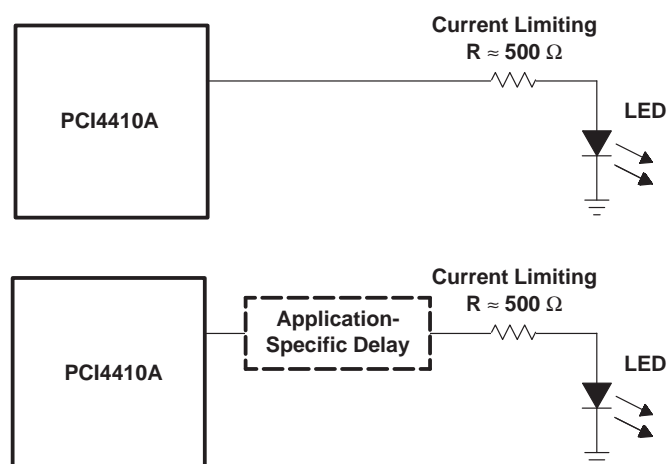 Current Limiting
R ≈ 500 Ω
PCI4410A
LED
Current Limiting
R ≈ 500 Ω
Application-
Specific Delay
PCI4410A
LED